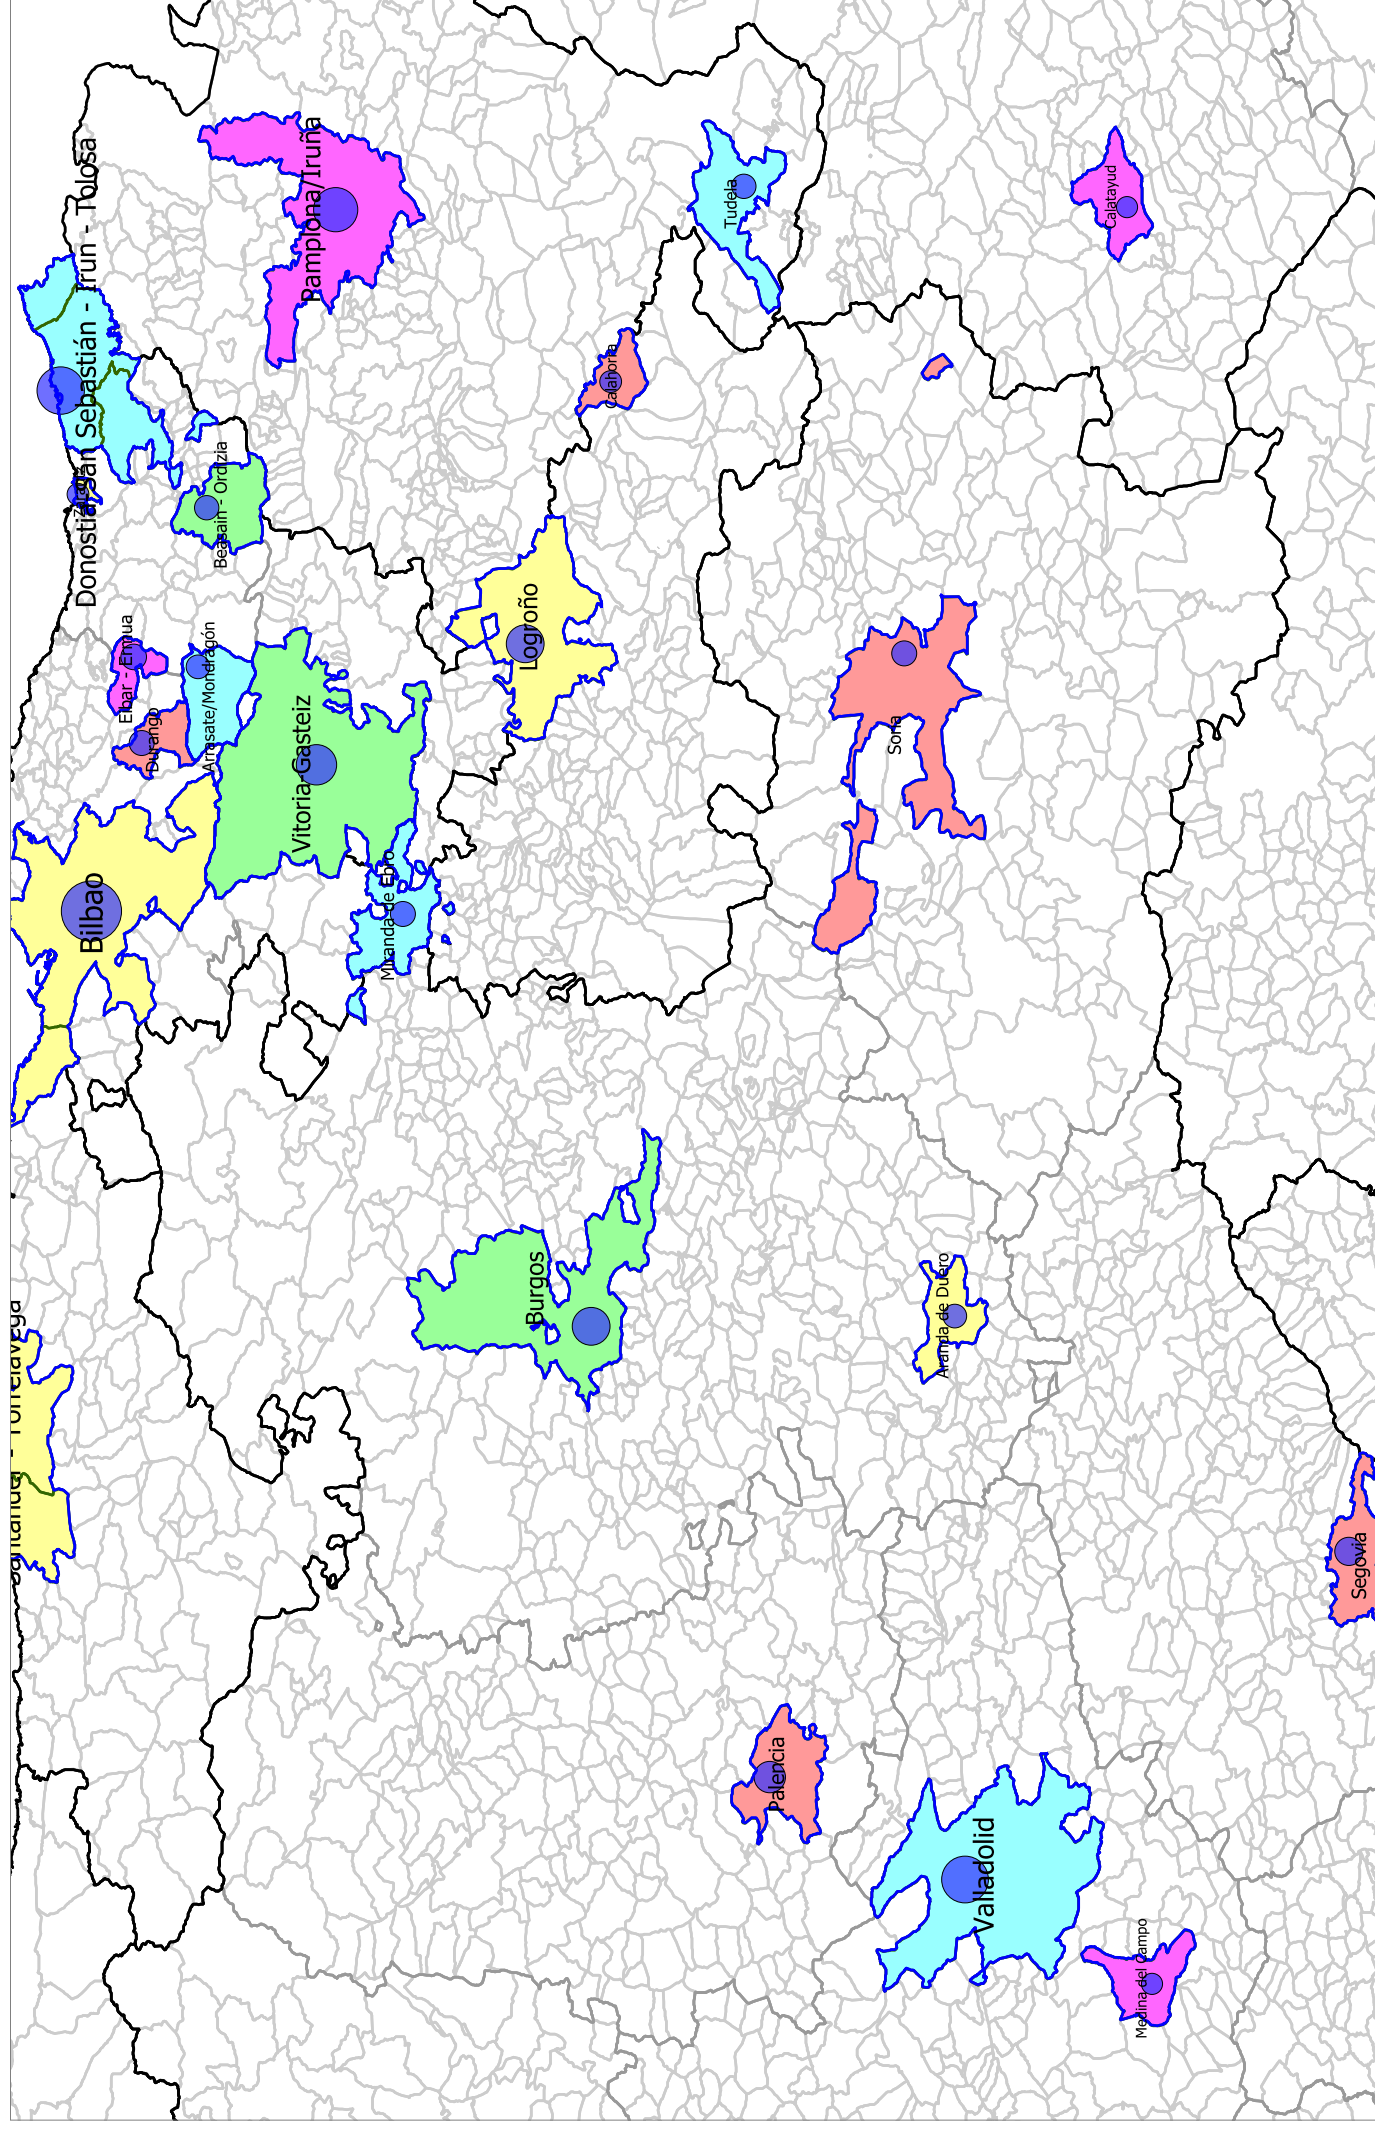 Santander - Torrelavega
Bilbao
Donostia/San Sebastián - Irun - Tolosa
Eibar - Ermua
Durango
Arrasate/Mondragón
Beasain - Ordizia
Pamplona/Iruña
Vitoria-Gasteiz
Miranda de Ebro
Logroño
Burgos
Calahorra
Tudela
Palencia
Soria
Aranda de Duero
Valladolid
Calatayud
Medina del Campo
Segovia